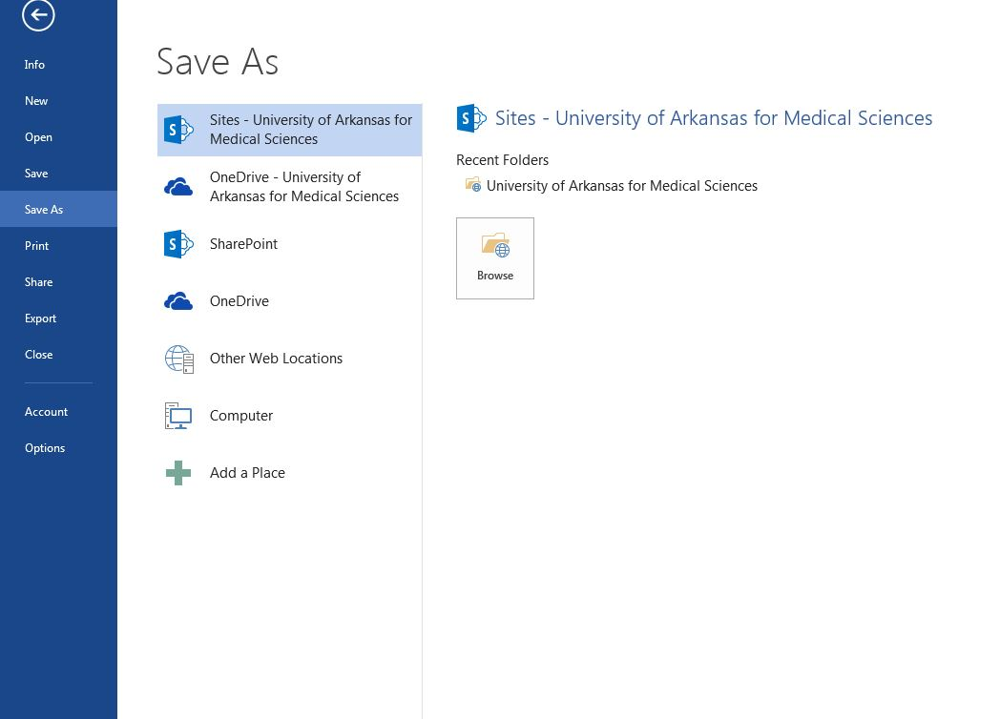 Info
New
Open
Save
Save As
Print
Share
Export
Close
Account
Options
Save As
Sites - University of Arkansas for
Medical Sciences
OneDrive - University of
Arkansas for Medical Sciences
SharePoint
OneDrive
Other Web Locations
Computer
Add a Place
Sites - University of Arkansas for Medical Sciences
Recent Folders
University of Arkansas for Medical Sciences
Browse